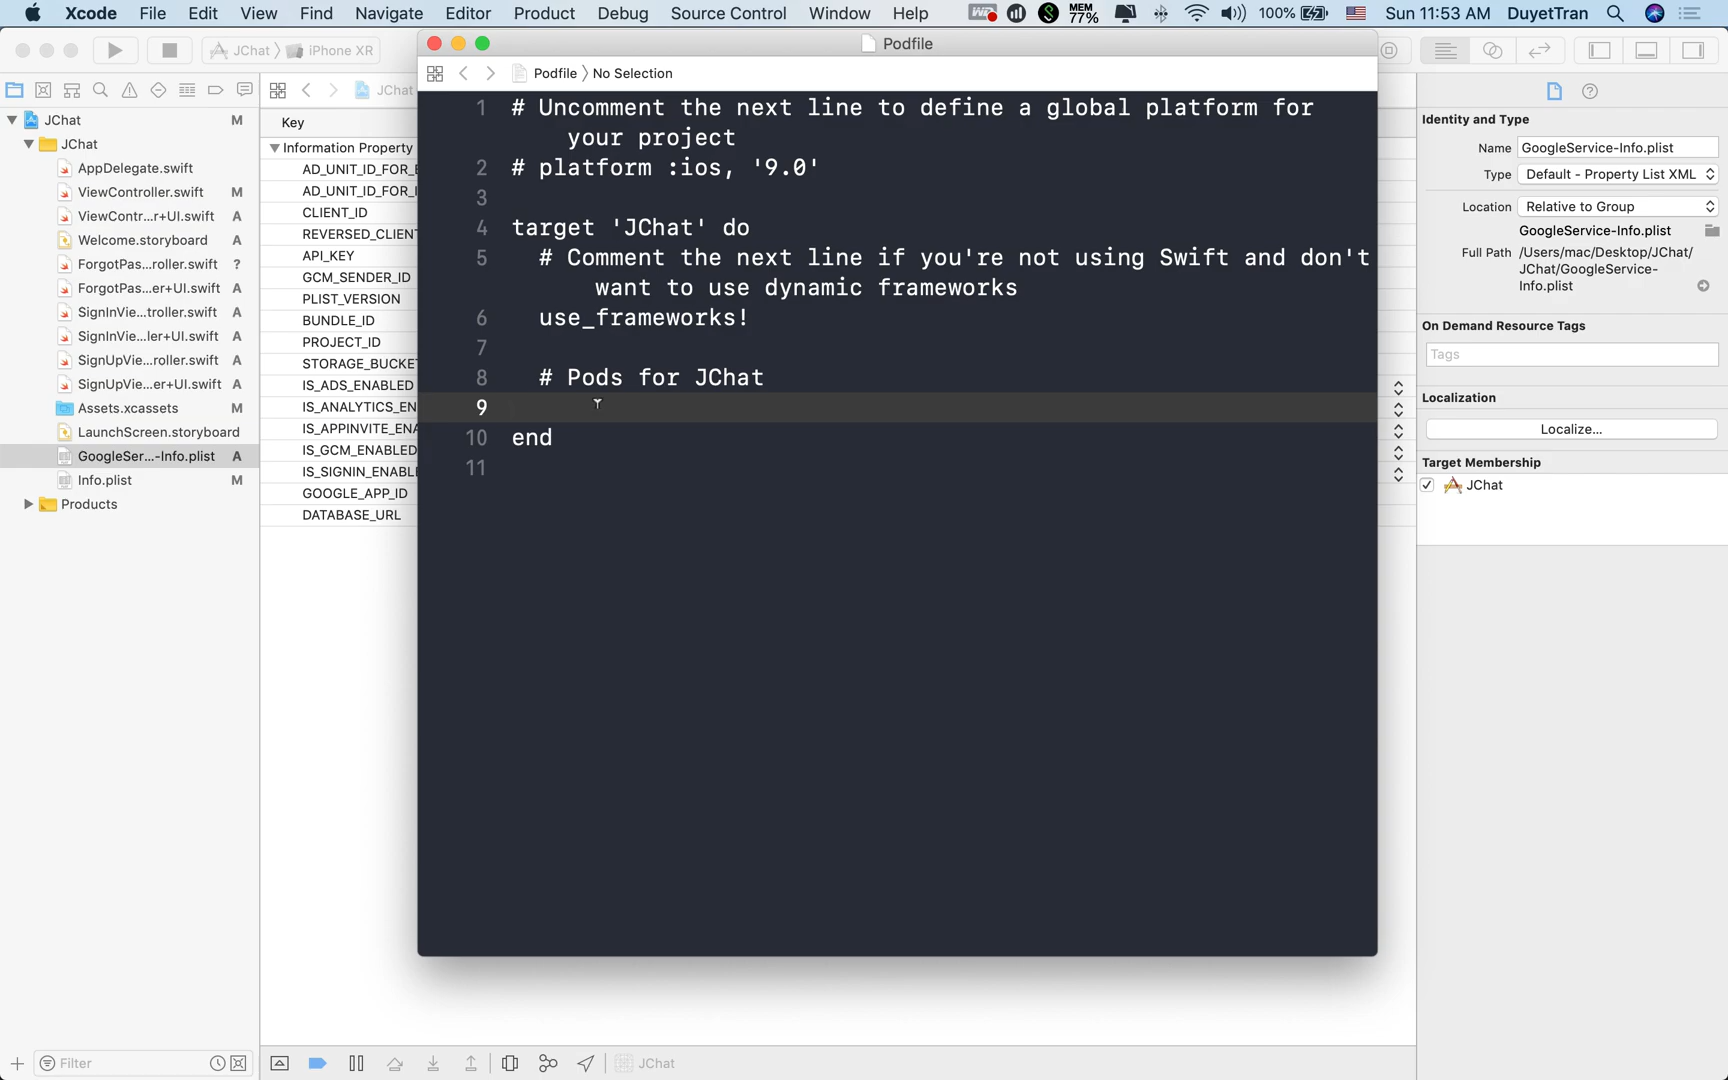 Xcode File Edit View Find Navigate Editor Product Debug Source Control Window Help MEM 77% 100% Sun 11:53 AM DuyetTran
JChat 〉 iPhone XR
Podfile
Podfile 〉 No Selection
JChat
Key
Information Property
AD_UNIT_ID_FOR_
AD_UNIT_ID_FOR_
CLIENT_ID
REVERSED_CLIENT
API_KEY
GCM_SENDER_ID
PLIST_VERSION
BUNDLE_ID
PROJECT_ID
STORAGE_BUCKET
IS_ADS_ENABLED
IS_ANALYTICS_EN
IS_APPINVITE_ENA
IS_GCM_ENABLED
IS_SIGNIN_ENABLE
GOOGLE_APP_ID
DATABASE_URL
JChat M
JChat
AppDelegate.swift
ViewController.swift M
ViewContr...r+UI.swift A
Welcome.storyboard A
ForgotPas...roller.swift ?
ForgotPas...er+UI.swift A
SignInVie...troller.swift A
SignInVie...ler+UI.swift A
SignUpVie...roller.swift A
SignUpVie...er+UI.swift A
Assets.xcassets M
LaunchScreen.storyboard
GoogleSer...-Info.plist A
Info.plist M
Products
1 # Uncomment the next line to define a global platform for
your project
2 # platform :ios, '9.0'
3
4 target 'JChat' do
5 # Comment the next line if you're not using Swift and don't
want to use dynamic frameworks
6 use_frameworks!
7
8 # Pods for JChat
9
10 end
11
Identity and Type
Name GoogleService-Info.plist
Type Default - Property List XML
Location Relative to Group
GoogleService-Info.plist
Full Path /Users/mac/Desktop/JChat/
JChat/GoogleService-
Info.plist
On Demand Resource Tags
Tags
Localization
Localize...
Target Membership
JChat
Filter
JChat